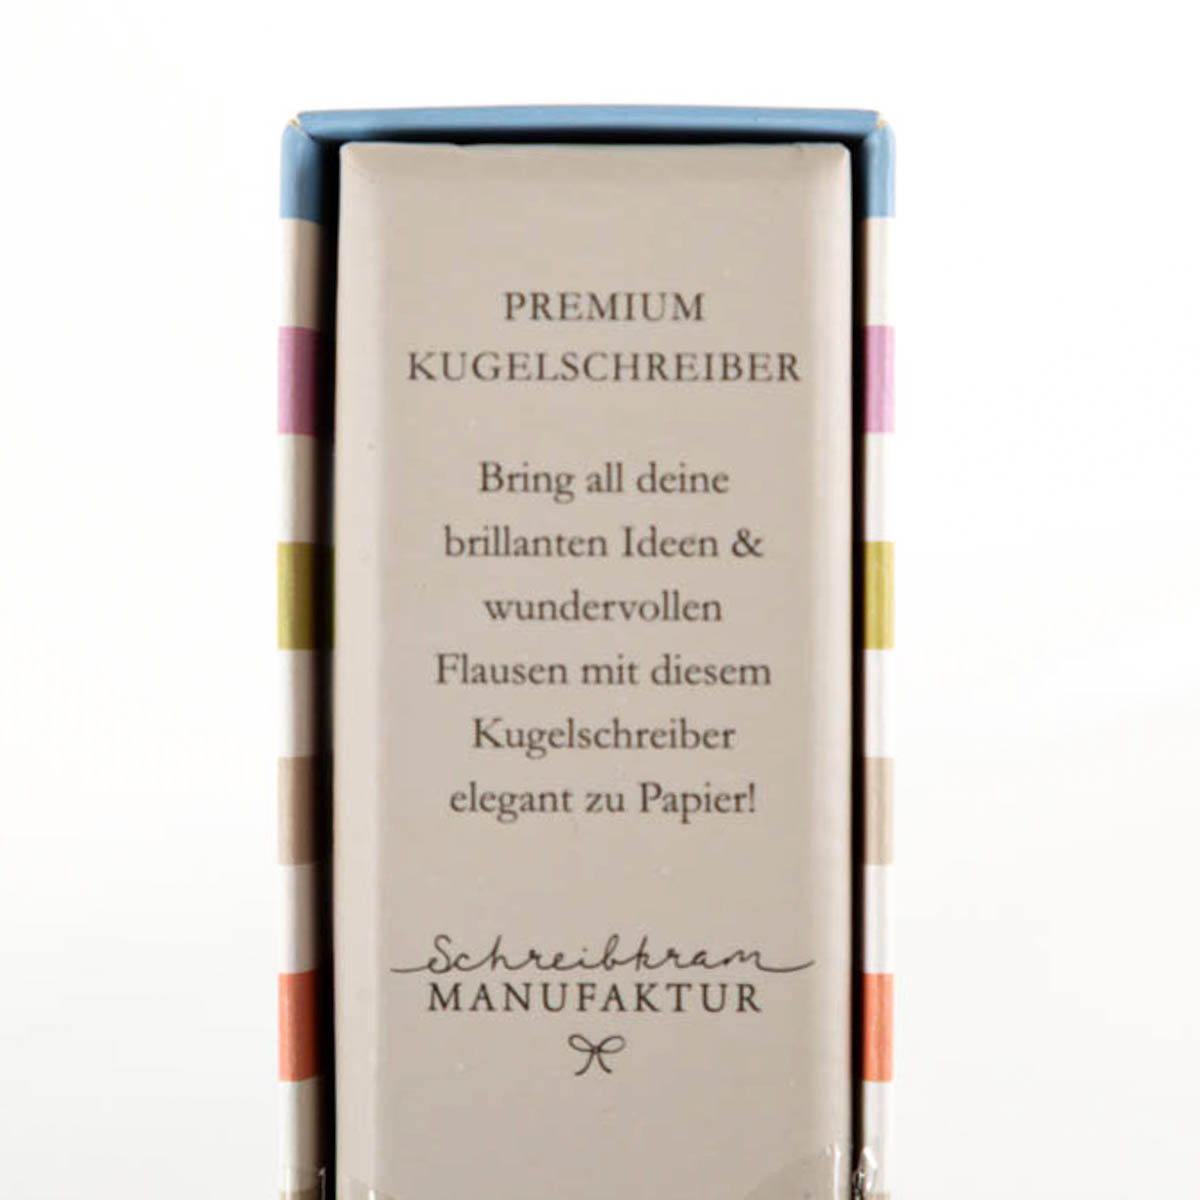 PREMIUM
KUGELSCHREIBER
Bring all deine
brillanten Ideen &
wundervollen
Flausen mit diesem
Kugelschreiber
elegant zu Papier!
Schreibkram
MANUFAKTUR